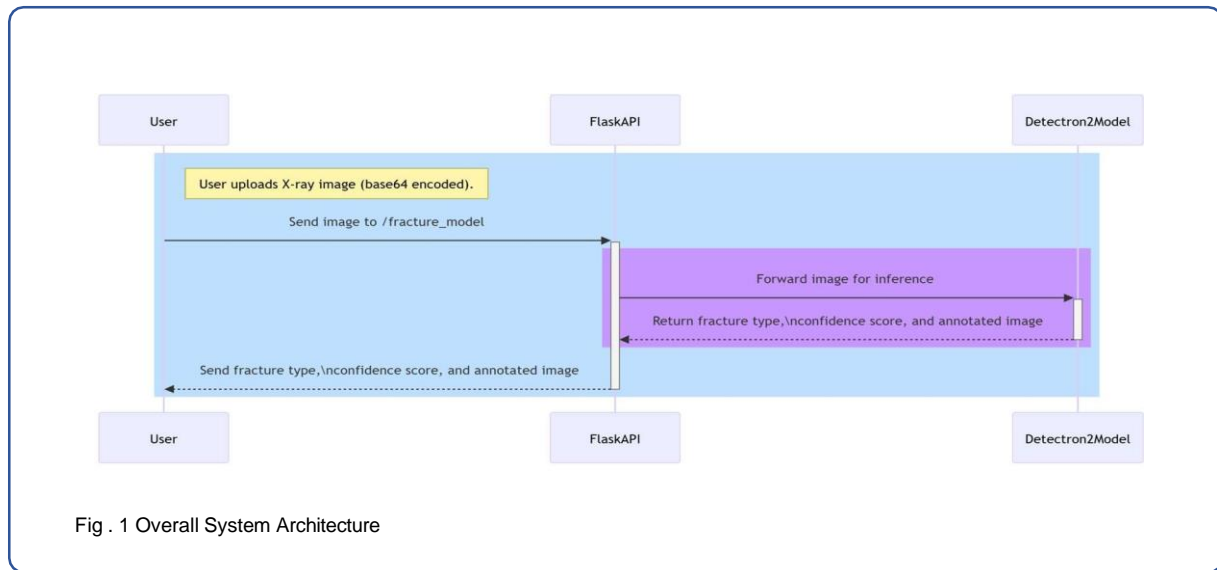 User FlaskAPI Detectron2Model
User uploads X-ray image (base64 encoded).
Send image to /fracture_model
Forward image for inference
Return fracture type,\nconfidence score, and annotated image
Send fracture type,\nconfidence score, and annotated image
User FlaskAPI Detectron2Model
Fig . 1 Overall System Architecture